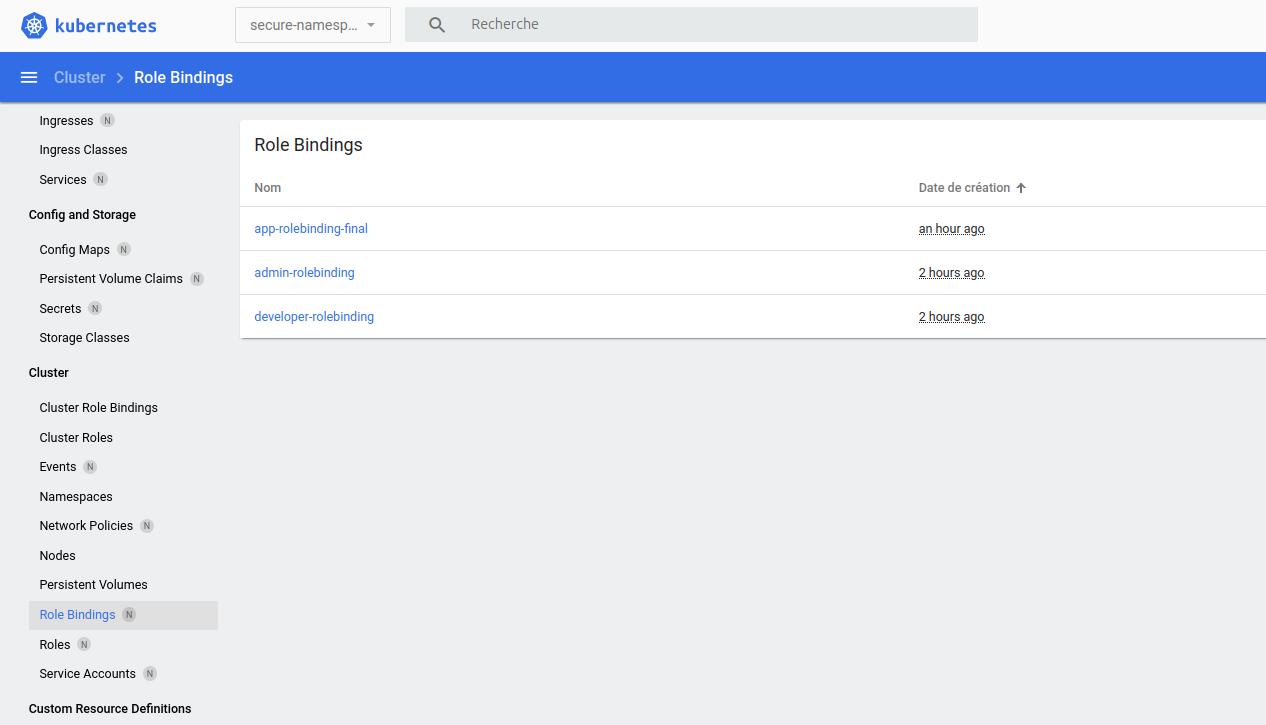 kubernetes
secure-namesp...
Recherche
Cluster
Role Bindings
Ingresses N
Ingress Classes
Services N
Config and Storage
Config Maps N
Persistent Volume Claims N
Secrets N
Storage Classes
Cluster
Cluster Role Bindings
Cluster Roles
Events N
Namespaces
Network Policies N
Nodes
Persistent Volumes
Role Bindings N
Roles N
Service Accounts N
Custom Resource Definitions
Role Bindings
Nom Date de création
app-rolebinding-final an hour ago
admin-rolebinding 2 hours ago
developer-rolebinding 2 hours ago